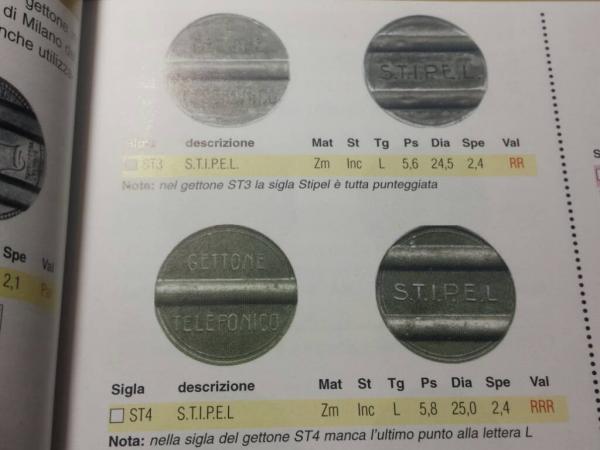 gettone
di Milano
nche utilizza
Spe Val
2,1
S.T.I.P.E.L.
descrizione Mat St Tg Ps Dia Spe Val
ST3 S.T.I.P.E.L. Zm Inc L 5,6 24,5 2,4 RR
Nota: nel gettone ST3 la sigla Stipel è tutta punteggiata
GETTONE
TELEFONICO
S.T.I.P.E.L
Sigla descrizione Mat St Tg Ps Dia Spe Val
ST4 S.T.I.P.E.L Zm Inc L 5,8 25,0 2,4 RRR
Nota: nella sigla del gettone ST4 manca l'ultimo punto alla lettera L